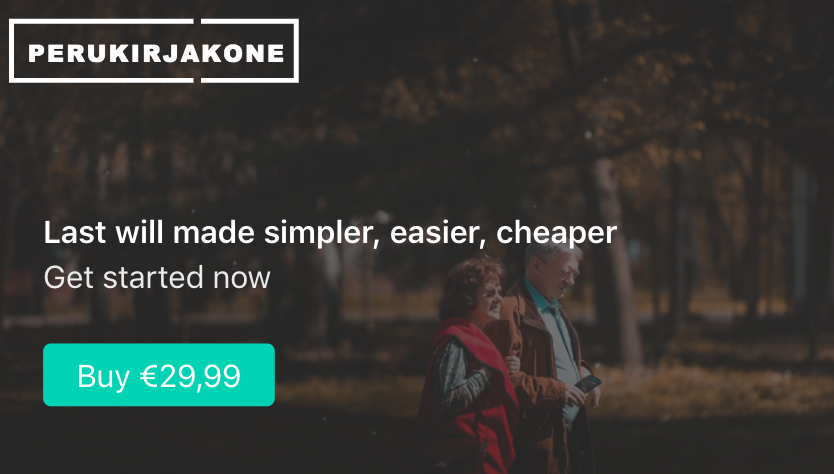 PERUKIRJAKONE
Last will made simpler, easier, cheaper
Get started now
Buy €29,99